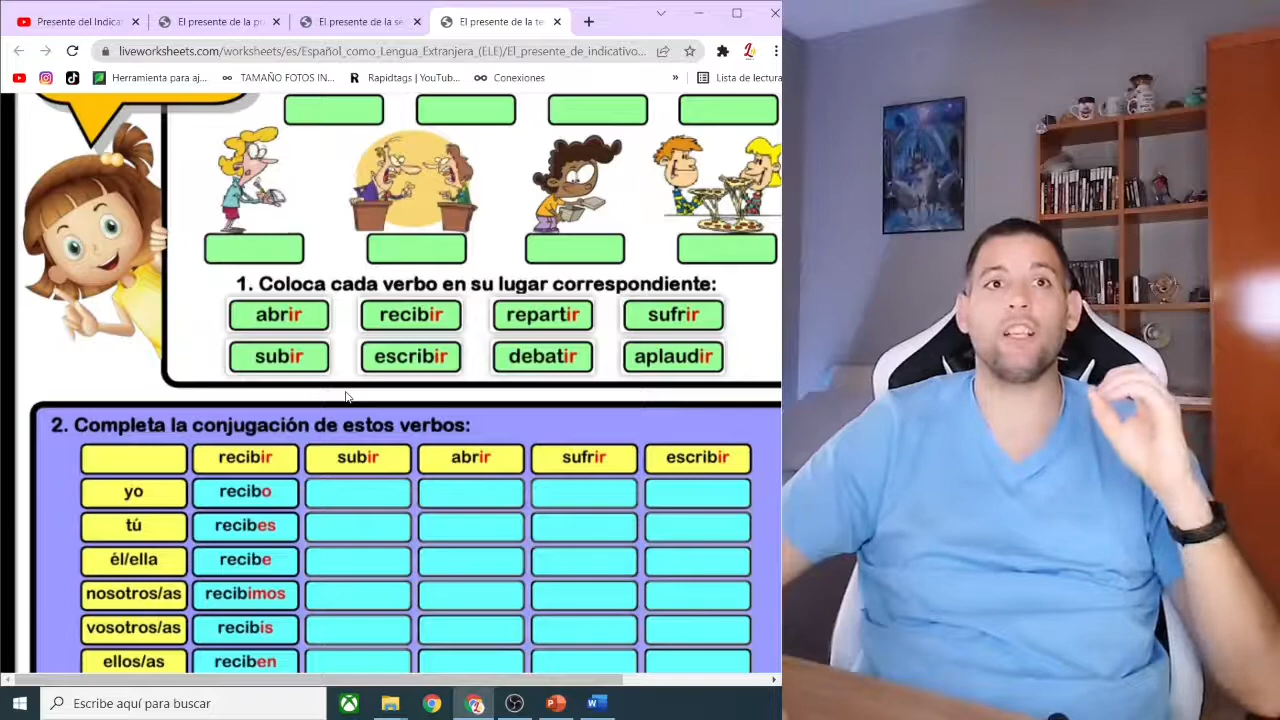 Presente del Indica
El presente de la p
El presente de la se
El presente de la te
liveworksheets.com/worksheets/es/Español_como_Lengua_Extranjera_(ELE)/El_presente_de_indicativo...
Herramienta para aj...
TAMAÑO FOTOS IN...
Rapidtags | YouTub...
Conexiones
»
Lista de lectura
1. Coloca cada verbo en su lugar correspondiente:
abrir recibir repartir sufrir
subir escribir debatir aplaudir
2. Completa la conjugación de estos verbos:
recibir subir abrir sufrir escribir
yo recibo
tú recibes
él/ella recibe
nosotros/as recibimos
vosotros/as recibis
ellos/as reciben
Escribe aquí para buscar